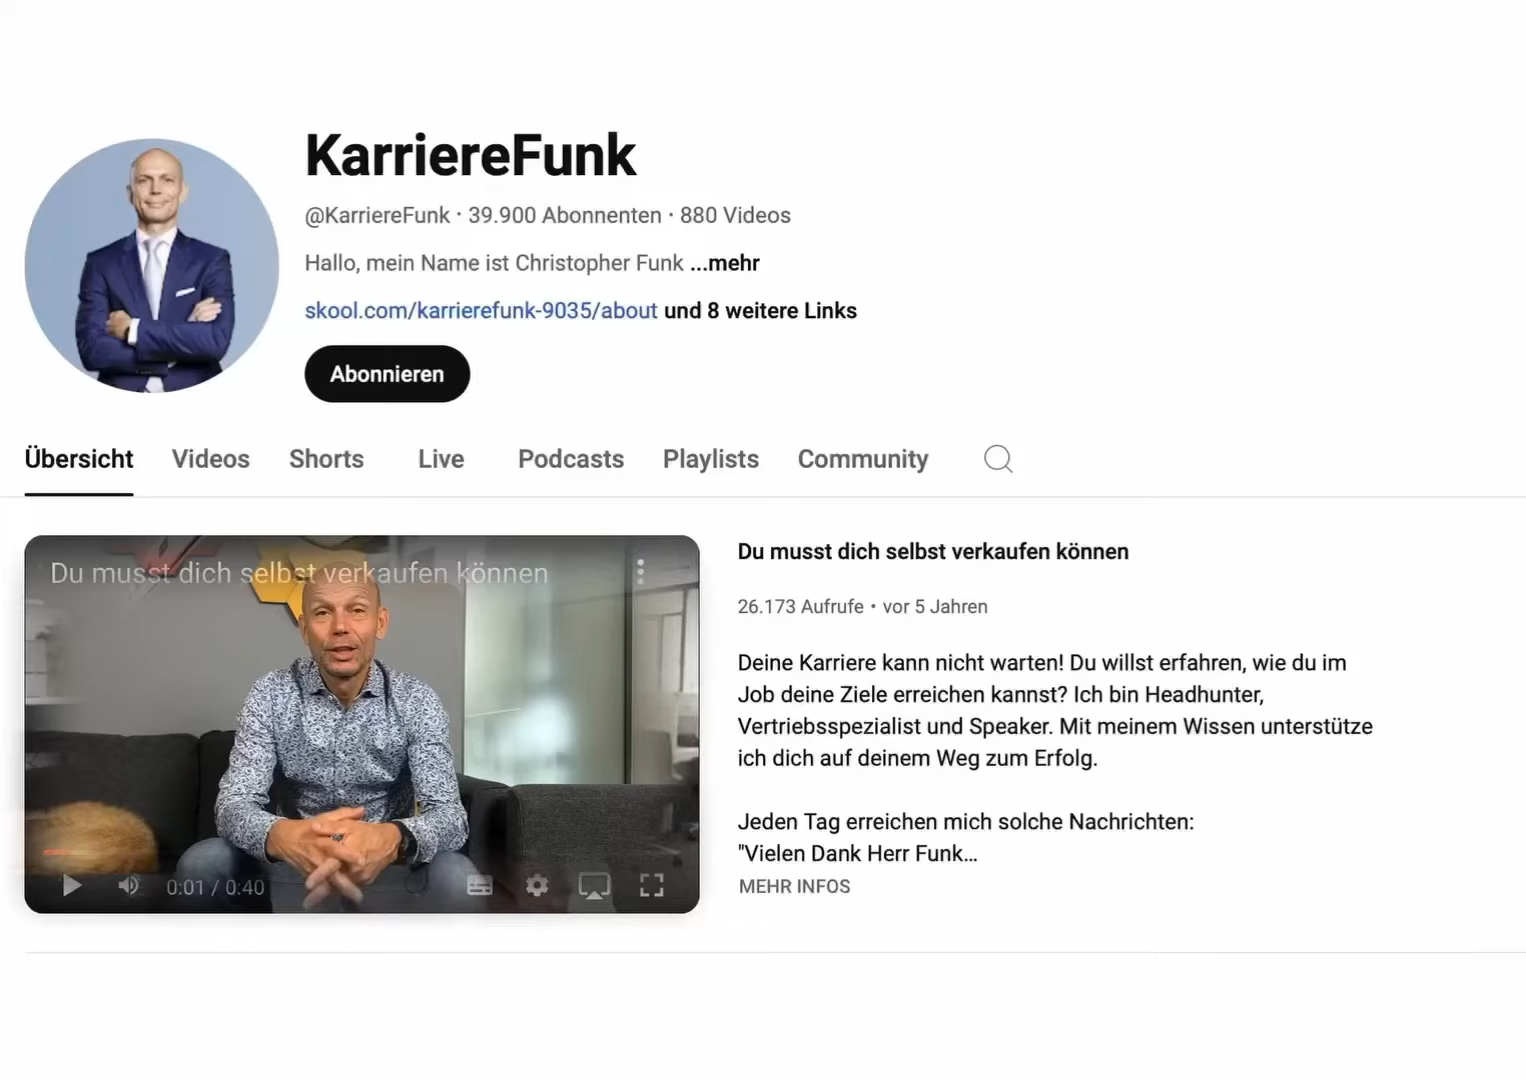 KarriereFunk
@KarriereFunk · 39.900 Abonnenten · 880 Videos
Hallo, mein Name ist Christopher Funk ...mehr
skool.com/karrierefunk-9035/about und 8 weitere Links
Abonnieren
Übersicht Videos Shorts Live Podcasts Playlists Community
Du musst dich selbst verkaufen können
0:01 / 0:40
Du musst dich selbst verkaufen können
26.173 Aufrufe • vor 5 Jahren
Deine Karriere kann nicht warten! Du willst erfahren, wie du im
Job deine Ziele erreichen kannst? Ich bin Headhunter,
Vertriebsspezialist und Speaker. Mit meinem Wissen unterstütze
ich dich auf deinem Weg zum Erfolg.
Jeden Tag erreichen mich solche Nachrichten:
"Vielen Dank Herr Funk...
MEHR INFOS